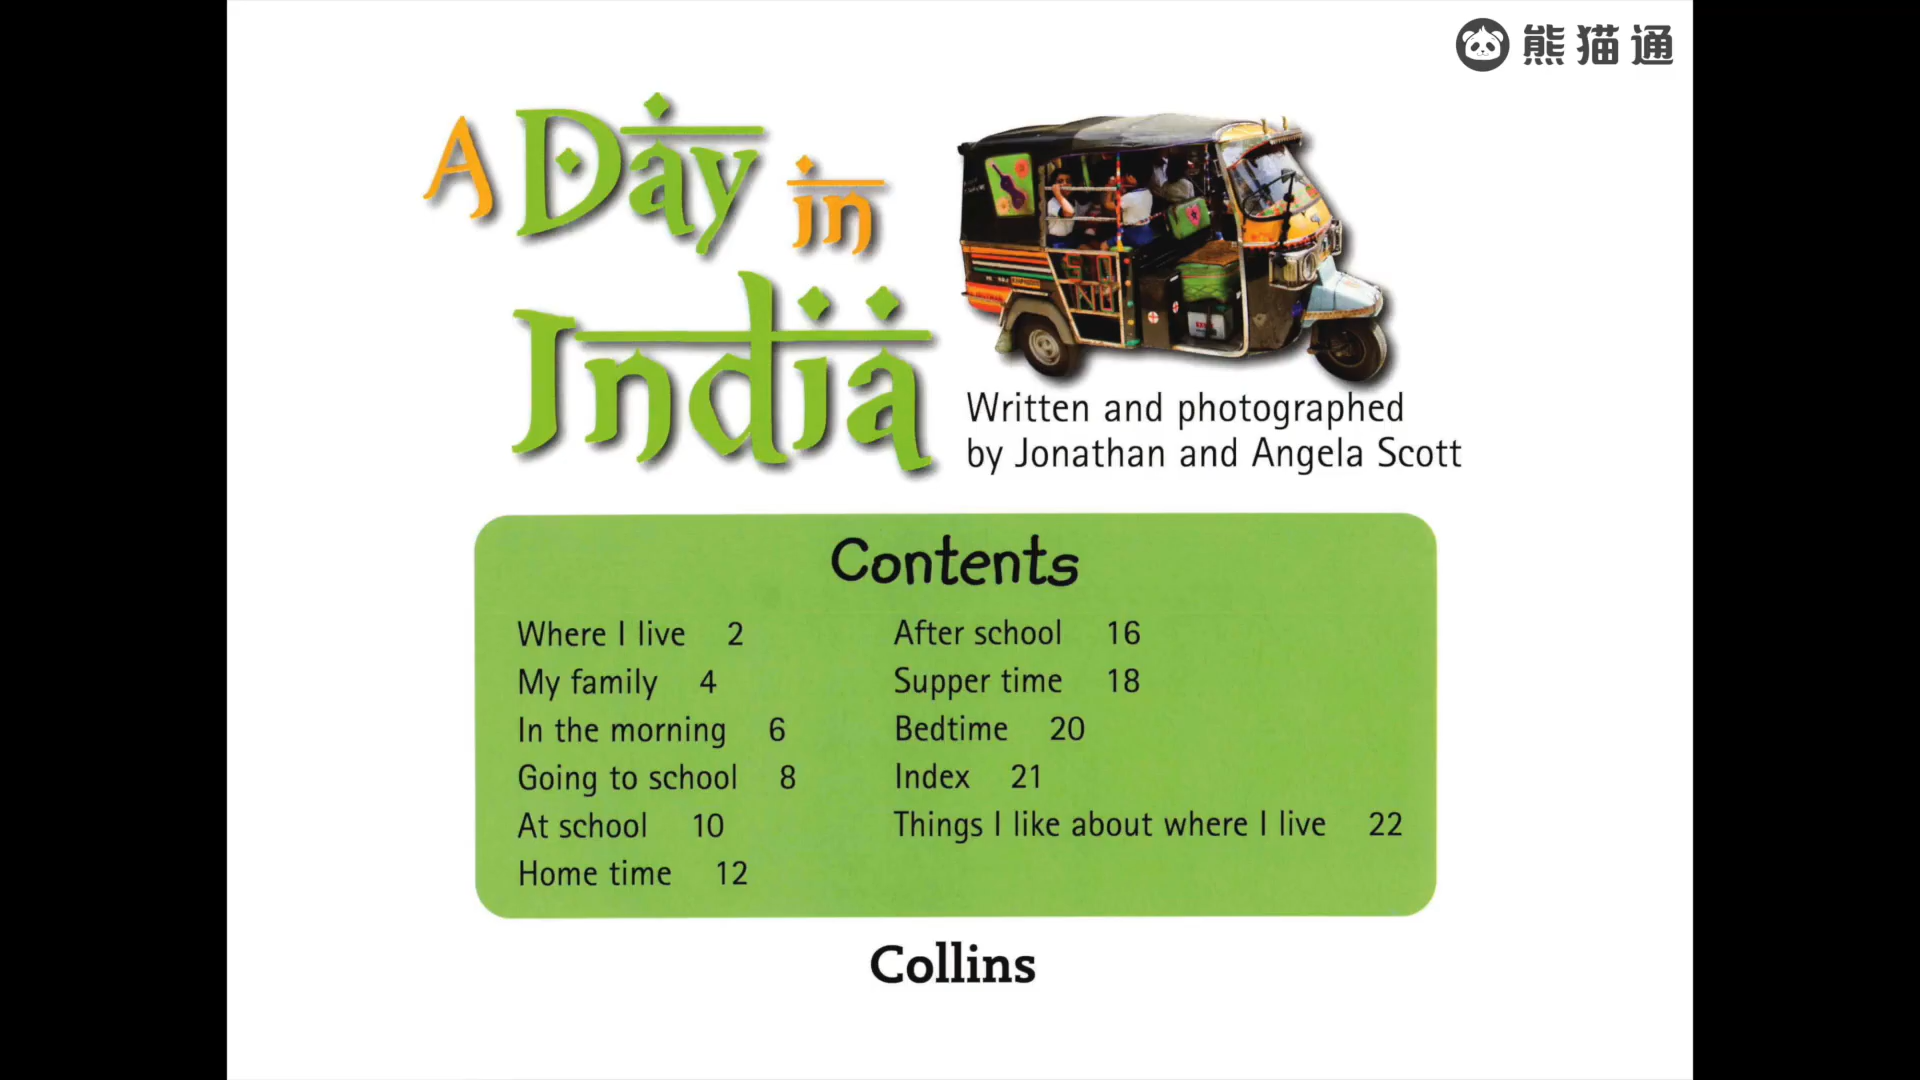 熊猫通
A Day in
India
Written and photographed
by Jonathan and Angela Scott
Contents
Where I live 2
My family 4
In the morning 6
Going to school 8
At school 10
Home time 12
After school 16
Supper time 18
Bedtime 20
Index 21
Things I like about where I live 22
Collins